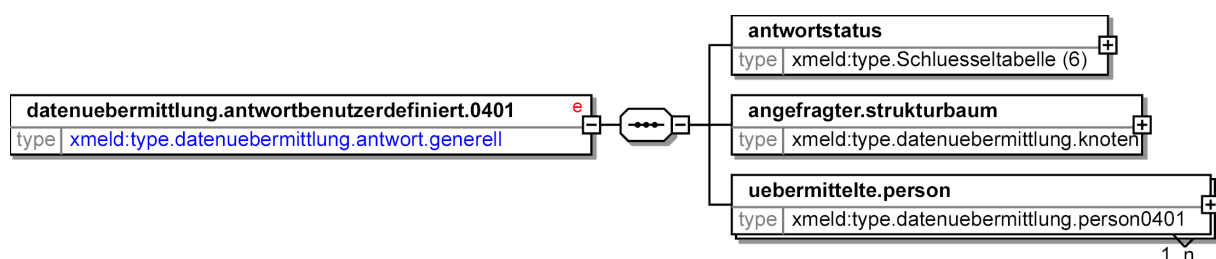 antwortstatus
type xmeld:type.Schluesseltabelle (6)
datenuebermittlung.antwortbenutzerdefiniert.0401 e
type xmeld:type.datenuebermittlung.antwort.generell
angefragter.strukturbaum
type xmeld:type.datenuebermittlung.knoten
uebermittelte.person
type xmeld:type.datenuebermittlung.person0401
1..n